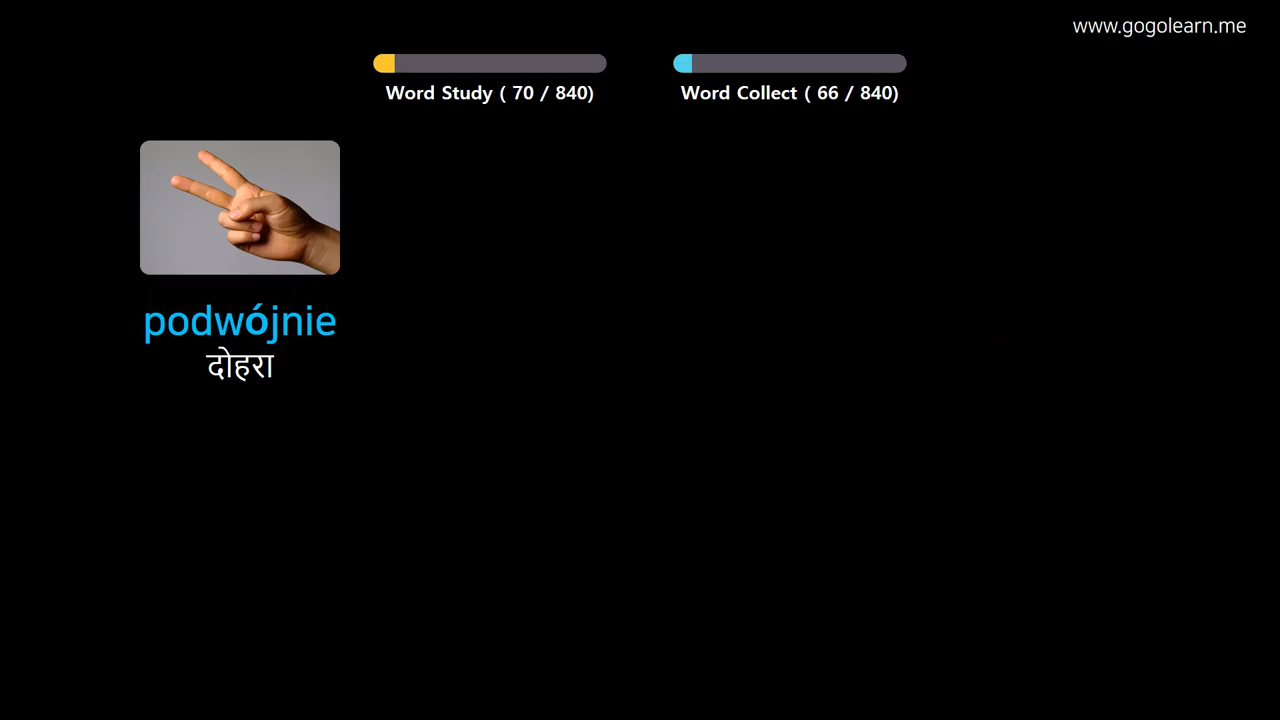 www.gogolearn.me
Word Study ( 70 / 840)
Word Collect ( 66 / 840)
podwójnie
दोहरा